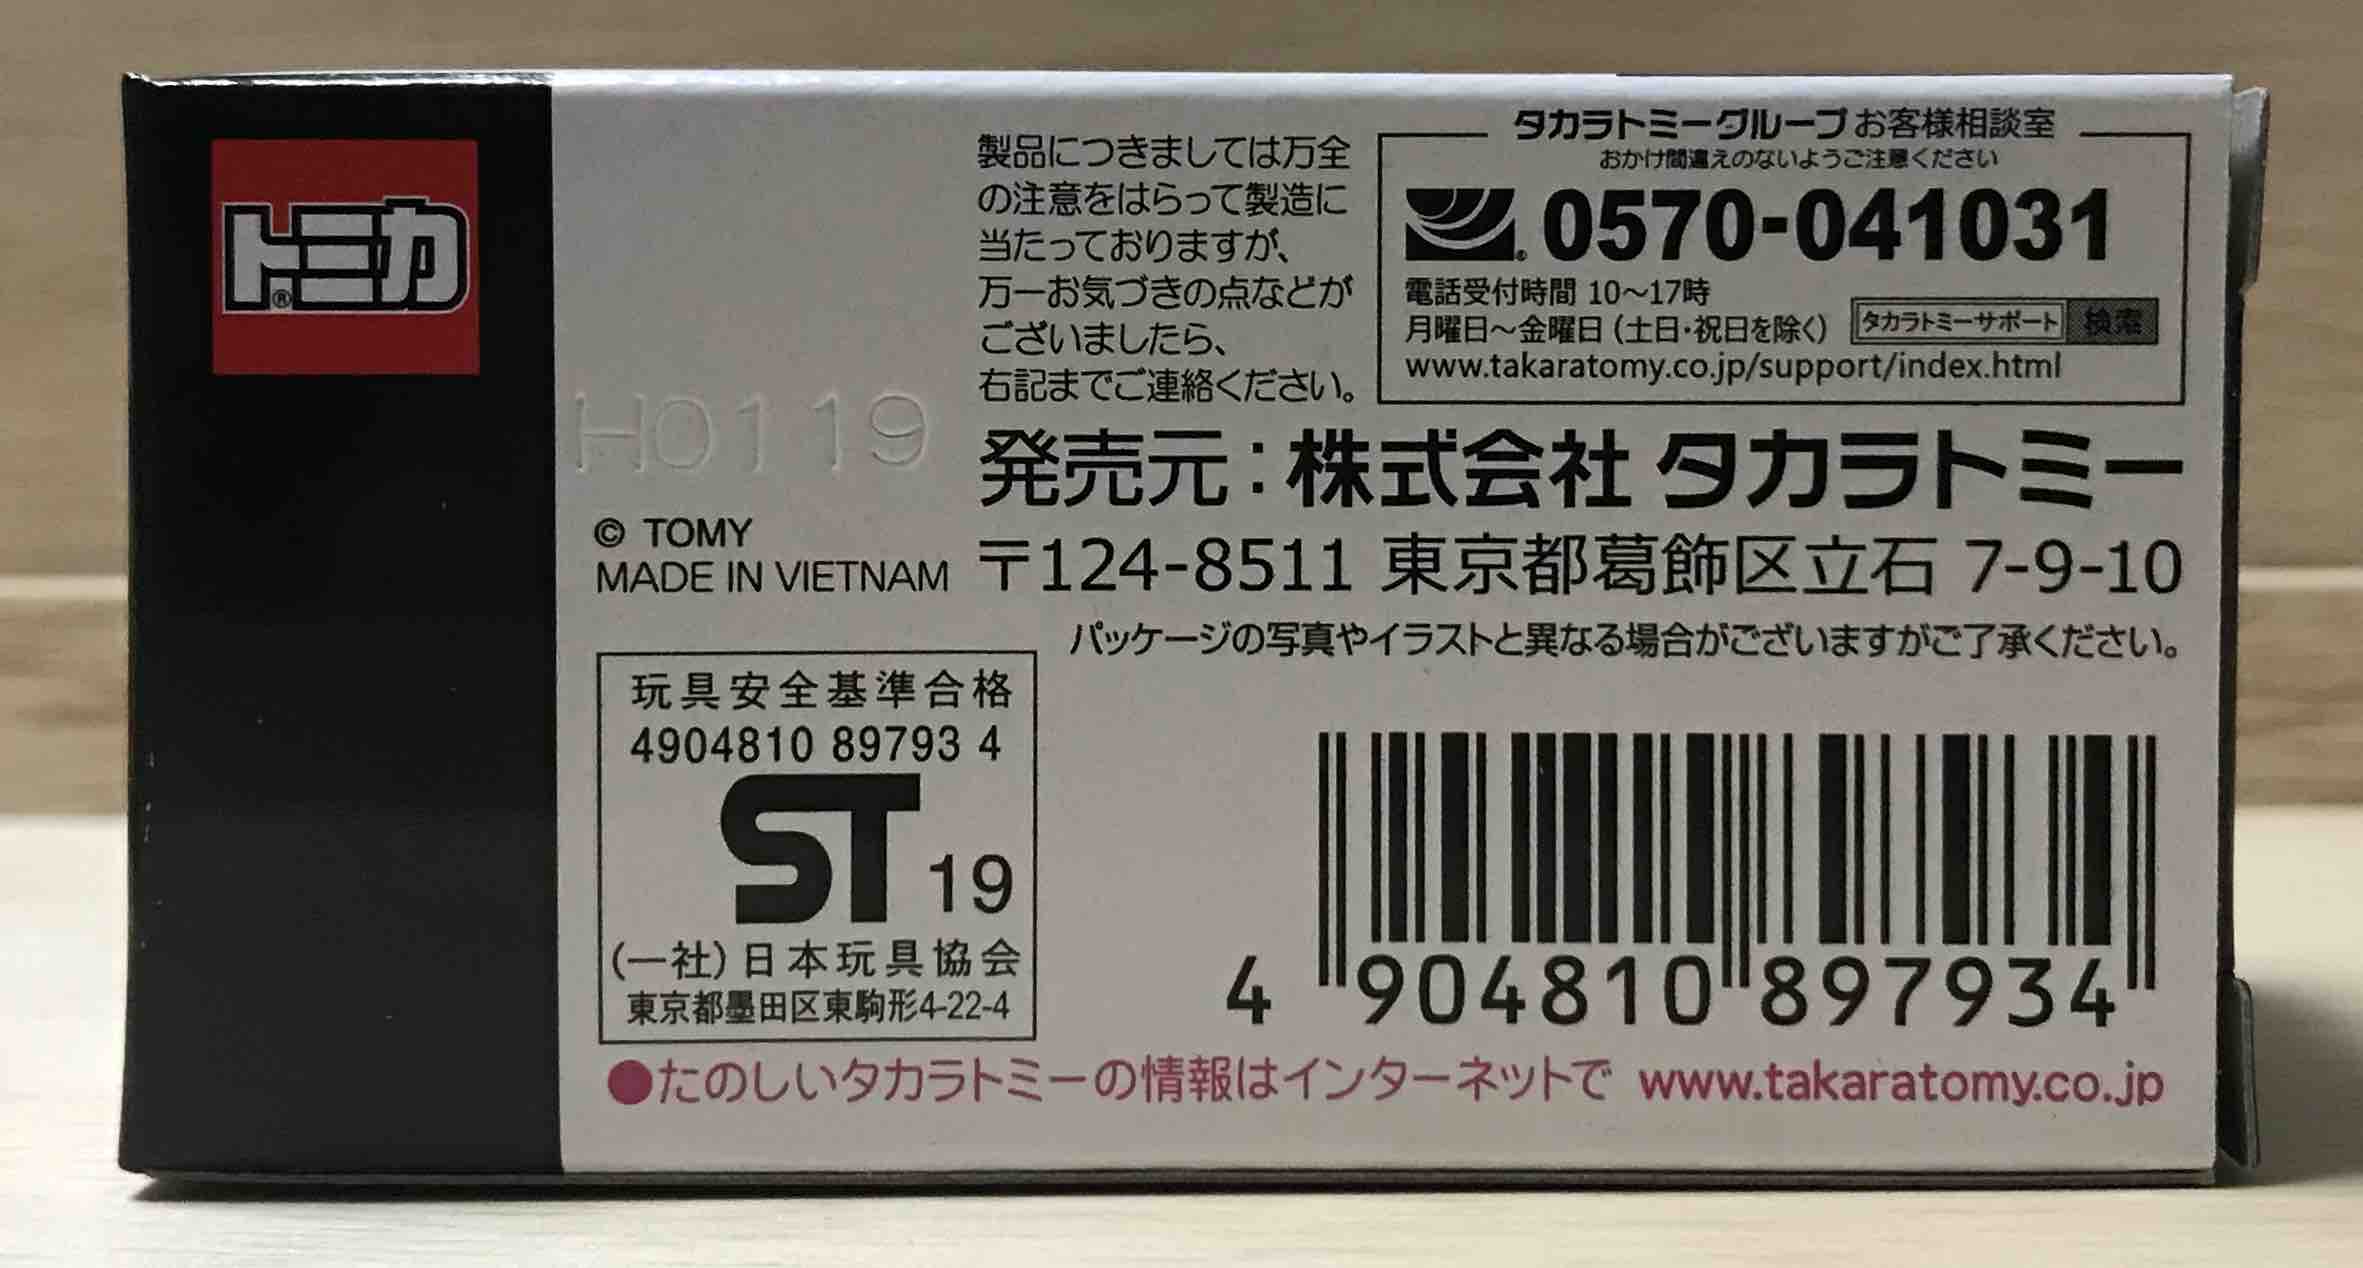 トミカ®
H0119
© TOMY
MADE IN VIETNAM
製品につきましては万全
の注意をはらって製造に
当たっておりますが、
万一お気づきの点などが
ございましたら、
右記までご連絡ください。
タカラトミーグループお客様相談室
おかけ間違えのないようご注意ください
0570-041031
電話受付時間 10～17時
月曜日～金曜日(土日・祝日を除く)
タカラトミーサポート 検索
www.takaratomy.co.jp/support/index.html
発売元:株式会社 タカラトミー
〒124-8511 東京都葛飾区立石 7-9-10
パッケージの写真やイラストと異なる場合がございますがご了承ください。
玩具安全基準合格
4904810 89793 4
ST 19
(一社)日本玩具協会
東京都墨田区東駒形4-22-4
4 904810 897934
●たのしいタカラトミーの情報はインターネットで www.takaratomy.co.jp